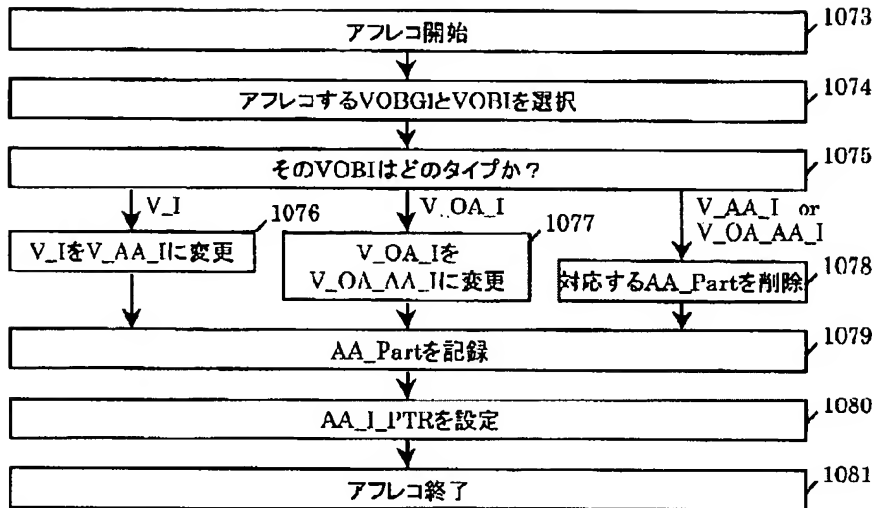 アフレコ開始
1073
アフレコするVOBGIとVOBIを選択
1074
そのVOBIはどのタイプか？
1075
V_I
1076
V_OA_I
1077
V_AA_I or
V_OA_AA_I
1078
V_IをV_AA_Iに変更
V_OA_Iを
V_OA_AA_Iに変更
対応するAA_Partを削除
AA_Partを記録
1079
AA_I_PTRを設定
1080
アフレコ終了
1081